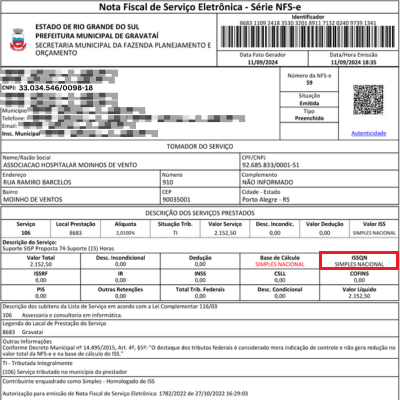 Nota Fiscal de Serviço Eletrônica - Série NFS-e
ESTADO DE RIO GRANDE DO SUL
PREFEITURA MUNICIPAL DE GRAVATAÍ
SECRETARIA MUNICIPAL DA FAZENDA PLANEJAMENTO E
ORÇAMENTO
Identificador
8683 1109 2418 3530 3201 8911 7132 0240 9739 1341
Data Fato Gerador Data/Hora Emissão
11/09/2024 11/09/2024 18:35
CNPJ: 33.034.546/0098-18
Município
Telefone:
Email:
Insc. Municipal
Número da NFS-e
59
Situação
Emitida
Tipo
Preenchido
Autenticidade
TOMADOR DO SERVIÇO
Nome/Razão Social CPF/CNPJ
ASSOCIACAO HOSPITALAR MOINHOS DE VENTO 92.685.833/0001-51
Endereço Número Complemento
RUA RAMIRO BARCELOS 910 NÃO INFORMADO
Bairro CEP Cidade
MOINHO DE VENTOS 90035001 Porto Alegre - RS
DESCRIÇÃO DOS SERVIÇOS PRESTADOS
Serviço Local Prestação Alíquota Situação Trib. Valor Serviço Desc. Incondic. Valor Dedução Valor ISS
106 8683 2,0100% TI 2.152,50 0,00 0,00 SIMPLES NACIONAL
Descrição do Serviço:
Suporte SISP Proposta 74-Suporte (15) Horas
Valor Total Desc. Incondicional Dedução Base de Cálculo ISSQN
2.152,50 0,00 0,00 SIMPLES NACIONAL SIMPLES NACIONAL
ISSRF IR INSS CSLL COFINS
0,00 0,00 0,00 0,00 0,00
PIS Outras Retenções Total Trib. Federais Desc. Condicional Valor Líquido
0,00 0,00 0,00 0,00 2.152,50
Descrição dos subitens da Lista de Serviço em acordo com a Lei Complementar 116/03
106 Assessoria e consultoria em informática.
Legenda do Local de Prestação do Serviço
8683 Gravataí
Outras Informações
Conforme Decreto Municipal nº 14.495/2015, Art. 4º, §5º: "O destaque dos tributos federais é considerado mera indicação de controle e não gera redução no
valor total da NFS-e e na base de cálculo do ISS."
TI - Tributada Integralmente
(106) Serviço tributado no município do prestador
Contribuinte enquadrado como Simples - Homologado de ISS
Autorização para emissão de Nota Fiscal de Serviço Eletrônica: 1782/2022 de 27/10/2022 16:29:03